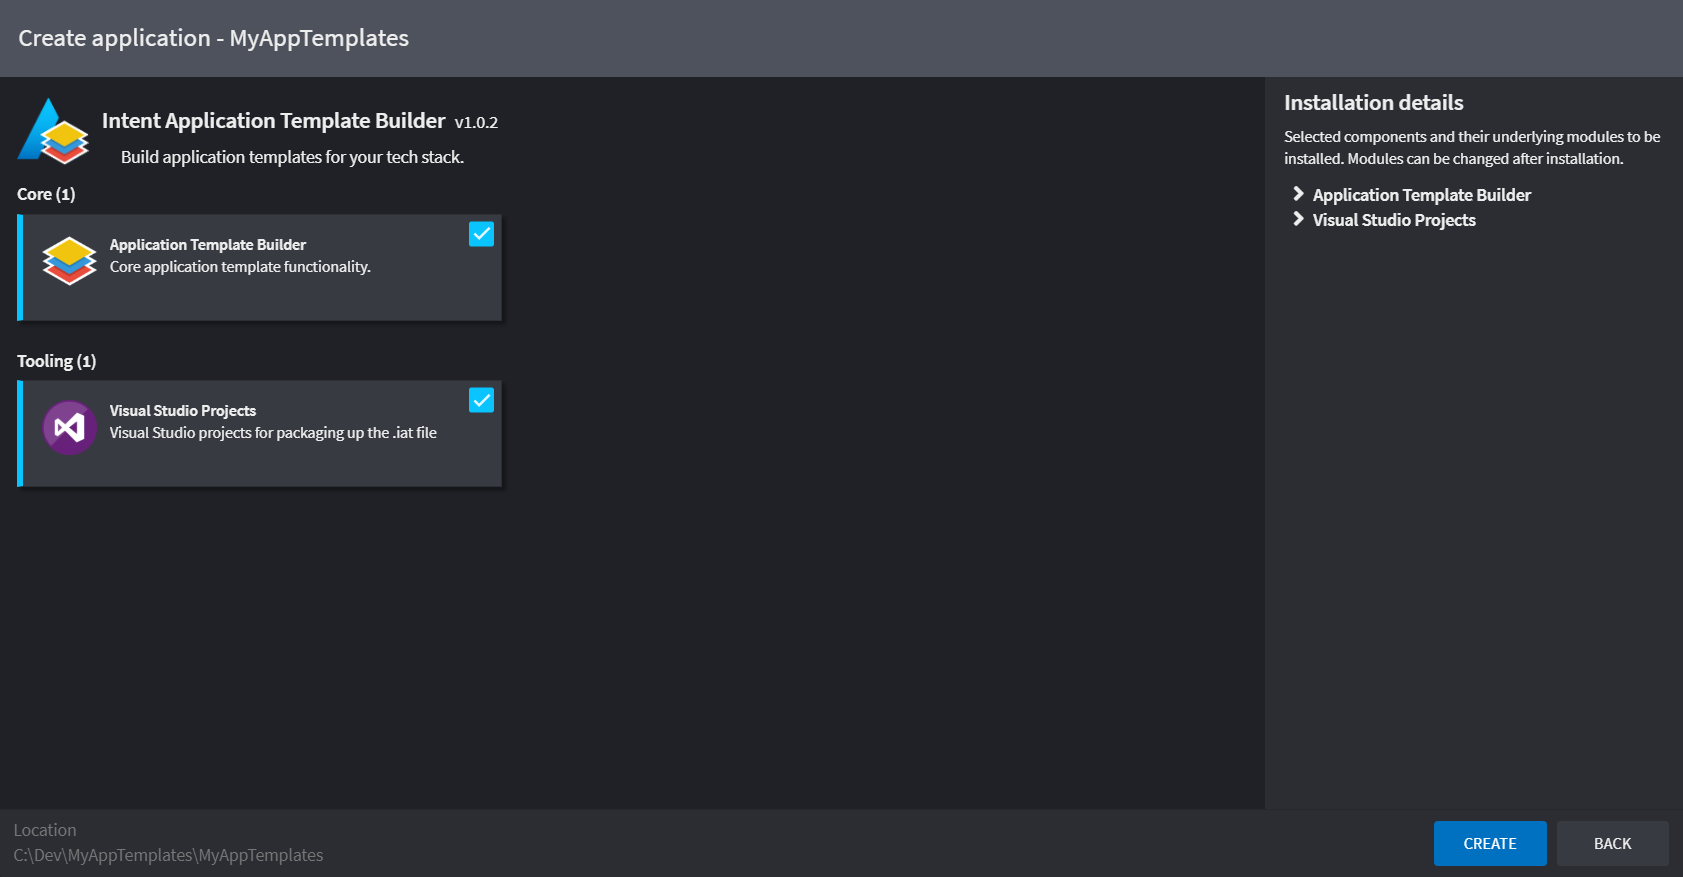 Create application - MyAppTemplates
Intent Application Template Builder v1.0.2
Build application templates for your tech stack.
Core (1)
Application Template Builder
Core application template functionality.
Tooling (1)
Visual Studio Projects
Visual Studio projects for packaging up the .iat file
Installation details
Selected components and their underlying modules to be
installed. Modules can be changed after installation.
Application Template Builder
Visual Studio Projects
Location
C:\Dev\MyAppTemplates\MyAppTemplates
CREATE
BACK